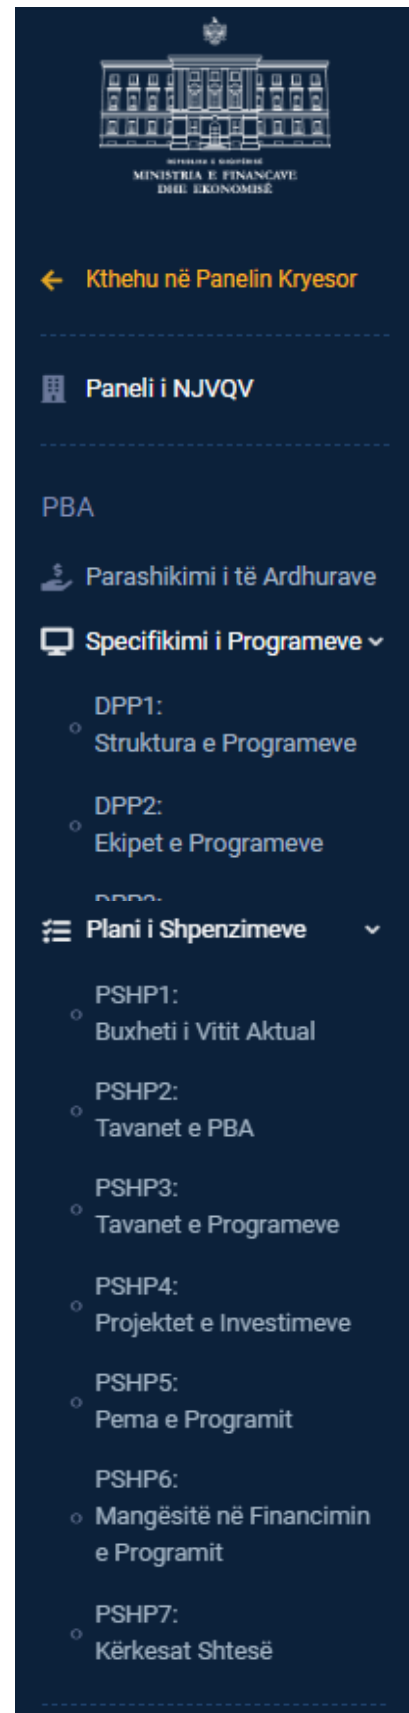 REPUBLIKA E SHQIPËRISË
MINISTRIA E FINANCAVE
DHE EKONOMISË
Kthehu në Panelin Kryesor
Paneli i NJVQV
PBA
Parashikimi i të Ardhurave
Specifikimi i Programeve
DPP1:
Struktura e Programeve
DPP2:
Ekipet e Programeve
Plani i Shpenzimeve
PSHP1:
Buxheti i Vitit Aktual
PSHP2:
Tavanet e PBA
PSHP3:
Tavanet e Programeve
PSHP4:
Projektet e Investimeve
PSHP5:
Pema e Programit
PSHP6:
Mangësitë në Financimin
e Programit
PSHP7:
Kërkesat Shtesë